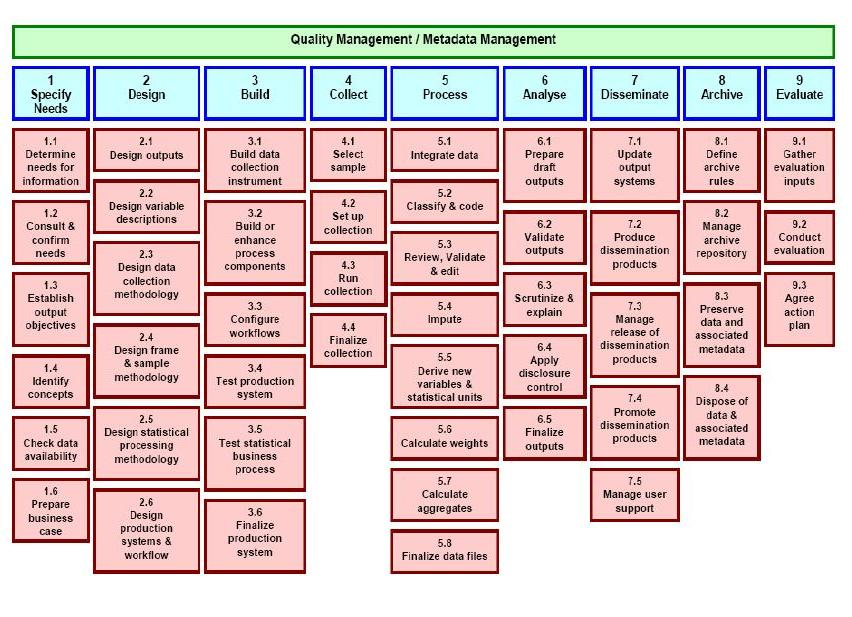 Quality Management / Metadata Management
1
Specify
Needs
2
Design
3
Build
4
Collect
5
Process
6
Analyse
7
Disseminate
8
Archive
9
Evaluate
1.1
Determine
needs for
information
1.2
Consult &
confirm
needs
1.3
Establish
output
objectives
1.4
Identify
concepts
1.5
Check data
availability
1.6
Prepare
business
case
2.1
Design outputs
2.2
Design variable
descriptions
2.3
Design data
collection
methodology
2.4
Design frame
& sample
methodology
2.5
Design statistical
processing
methodology
2.6
Design
production
systems &
workflow
3.1
Build data
collection
instrument
3.2
Build or
enhance
process
components
3.3
Configure
workflows
3.4
Test production
system
3.5
Test statistical
business
process
3.6
Finalize
production
system
4.1
Select
sample
4.2
Set up
collection
4.3
Run
collection
4.4
Finalize
collection
5.1
Integrate data
5.2
Classify & code
5.3
Review, Validate
& edit
5.4
Impute
5.5
Derive new
variables &
statistical units
5.6
Calculate weights
5.7
Calculate
aggregates
5.8
Finalize data files
6.1
Prepare
draft
outputs
6.2
Validate
outputs
6.3
Scrutinize &
explain
6.4
Apply
disclosure
control
6.5
Finalize
outputs
7.1
Update
output
systems
7.2
Produce
dissemination
products
7.3
Manage
release of
dissemination
products
7.4
Promote
dissemination
products
7.5
Manage user
support
8.1
Define
archive
rules
8.2
Manage
archive
repository
8.3
Preserve
data and
associated
metadata
8.4
Dispose of
data &
associated
metadata
9.1
Gather
evaluation
inputs
9.2
Conduct
evaluation
9.3
Agree
action
plan